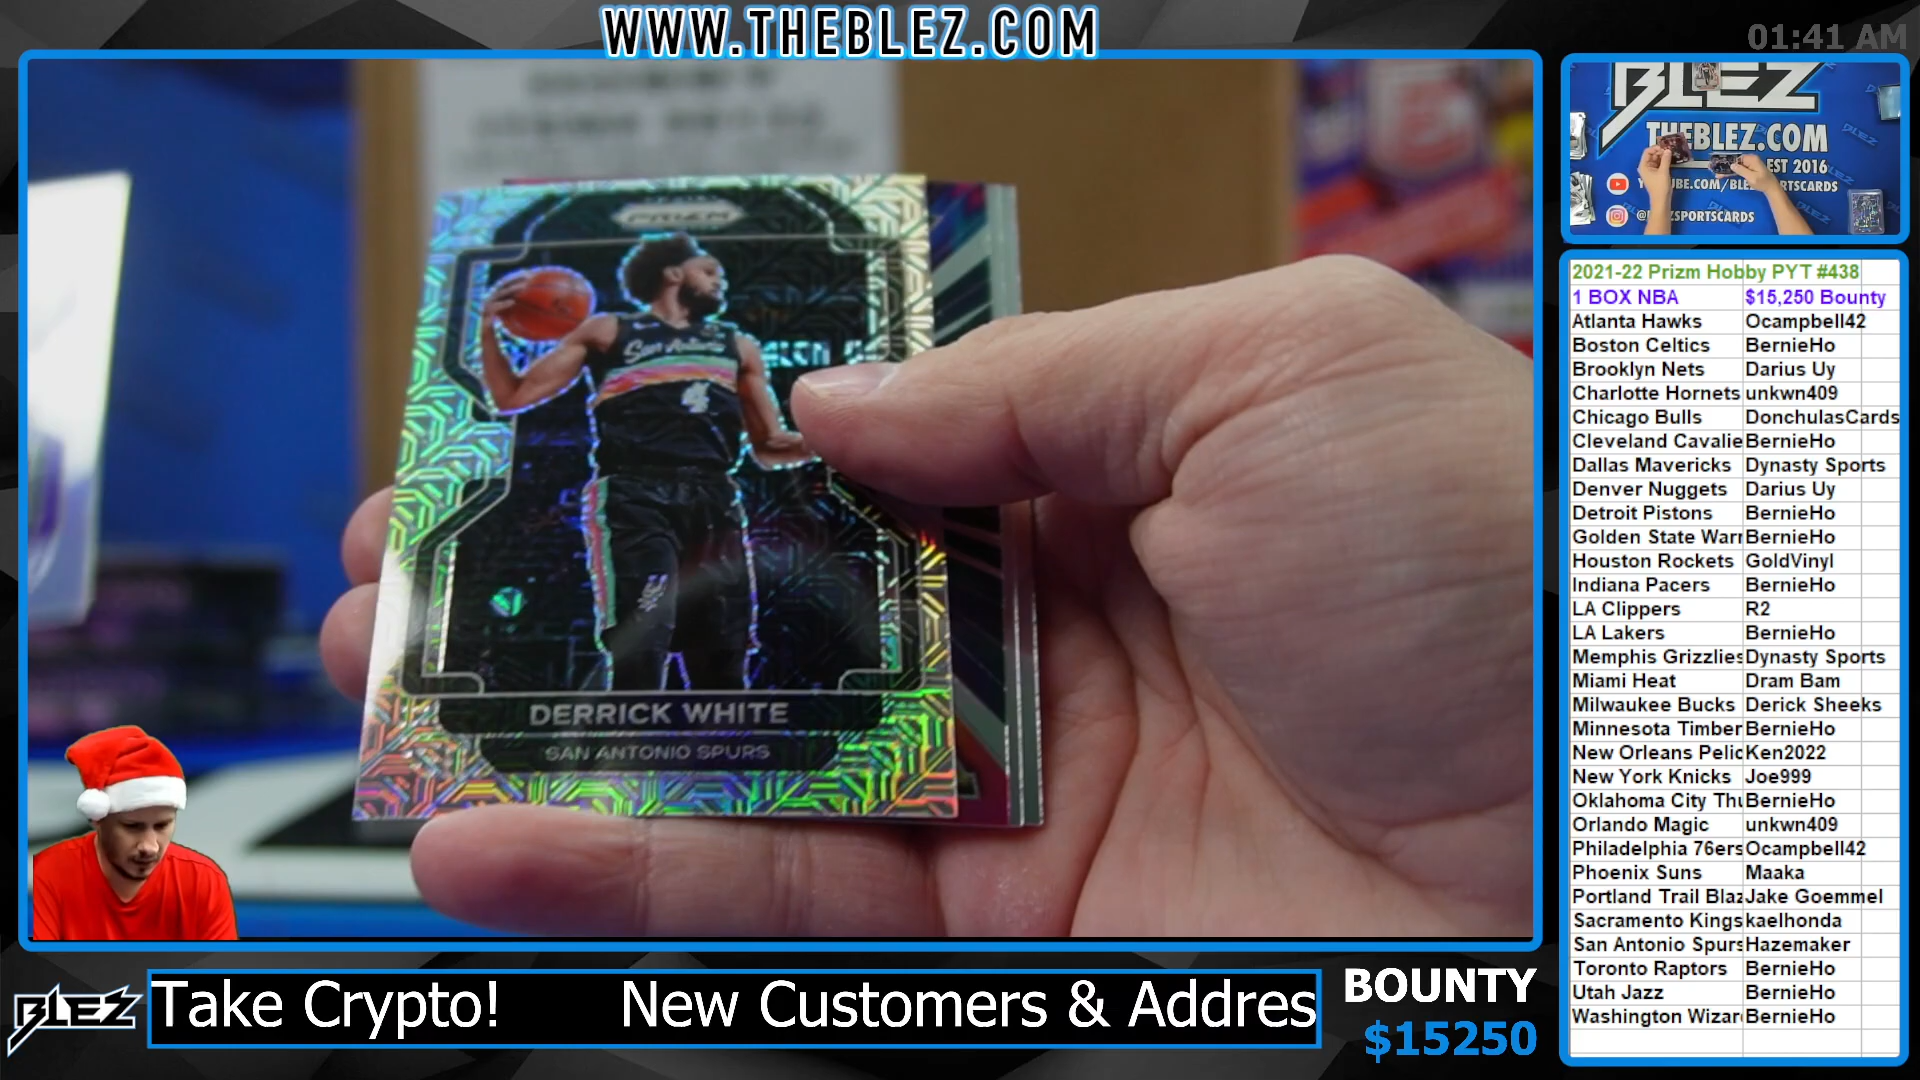 WWW.THEBLEZ.COM
01:41 AM
BLEZ
THEBLEZ.COM
EST 2016
PRIZM
San Antonio
4
DERRICK WHITE
SAN ANTONIO SPURS
2021-22 Prizm Hobby PYT #438
1 BOX NBA $15,250 Bounty
Atlanta Hawks Ocampbell42
Boston Celtics BernieHo
Brooklyn Nets Darius Uy
Charlotte Hornets unkwn409
Chicago Bulls DonchulasCards
Cleveland Cavalie BernieHo
Dallas Mavericks Dynasty Sports
Denver Nuggets Darius Uy
Detroit Pistons BernieHo
Golden State Warr BernieHo
Houston Rockets GoldVinyl
Indiana Pacers BernieHo
LA Clippers R2
LA Lakers BernieHo
Memphis Grizzlies Dynasty Sports
Miami Heat Dram Bam
Milwaukee Bucks Derick Sheeks
Minnesota Timber BernieHo
New Orleans Pelic Ken2022
New York Knicks Joe999
Oklahoma City Thu BernieHo
Orlando Magic unkwn409
Philadelphia 76ers Ocampbell42
Phoenix Suns Maaka
Portland Trail Blaz Jake Goemmel
Sacramento Kings kaelhonda
San Antonio Spurs Hazemaker
Toronto Raptors BernieHo
Utah Jazz BernieHo
Washington Wizar BernieHo
BLEZ
Take Crypto! New Customers & Addres
BOUNTY
$15250